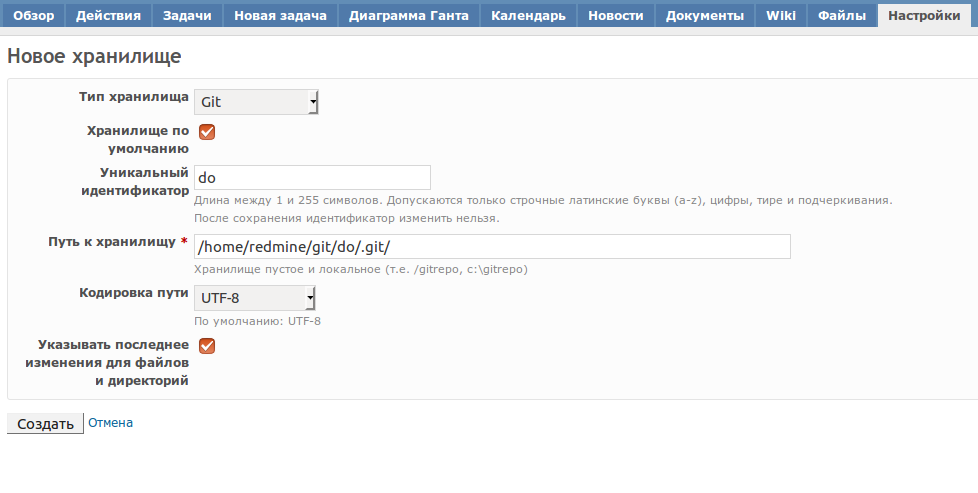 Обзор Действия Задачи Новая задача Диаграмма Ганта Календарь Новости Документы Wiki Файлы Настройки
Новое хранилище
Тип хранилища Git
Хранилище по
умолчанию
Уникальный
идентификатор do
Длина между 1 и 255 символов. Допускаются только строчные латинские буквы (a-z), цифры, тире и подчеркивания.
После сохранения идентификатор изменить нельзя.
Путь к хранилищу * /home/redmine/git/do/.git/
Хранилище пустое и локальное (т.е. /gitrepo, c:\gitrepo)
Кодировка пути UTF-8
По умолчанию: UTF-8
Указывать последнее
изменения для файлов
и директорий
Создать Отмена